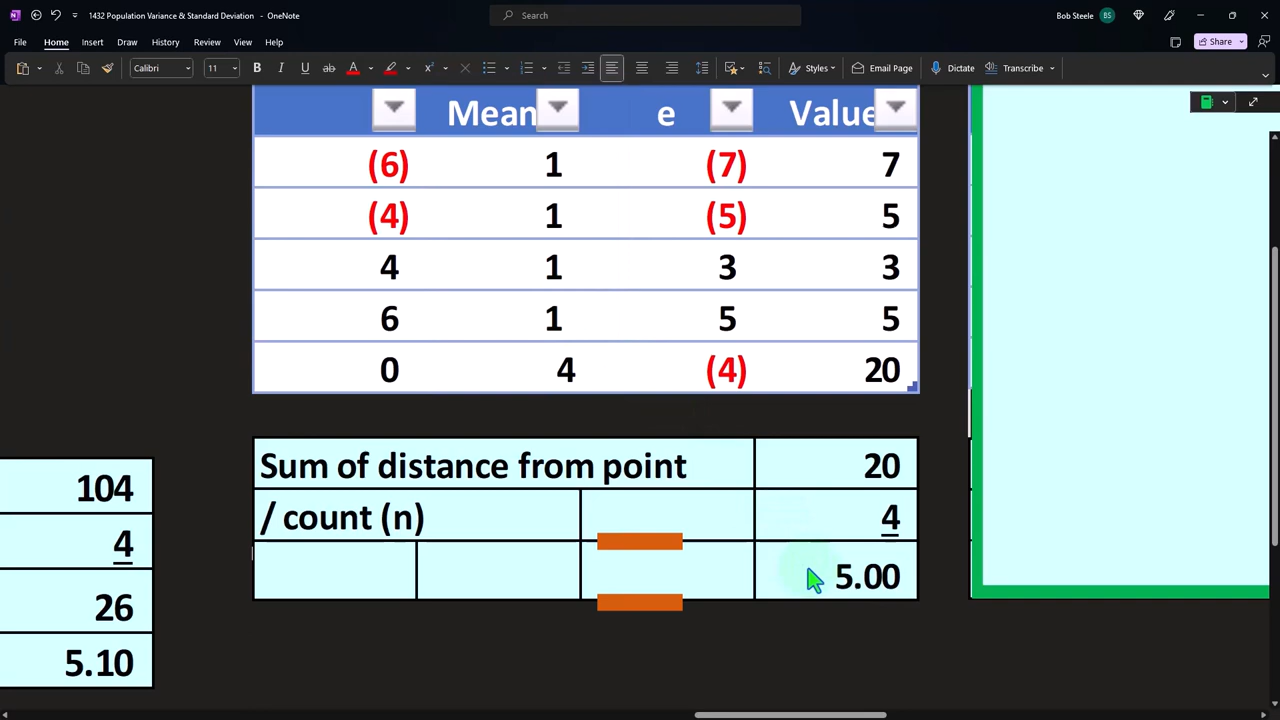 1432 Population Variance & Standard Deviation - OneNote
Search
Bob Steele
BS
File Home Insert Draw History Review View Help
Share
Calibri
11
Styles
Email Page
Dictate
Transcribe
Mean e Value
(6) 1 (7) 7
(4) 1 (5) 5
4 1 3 3
6 1 5 5
0 4 (4) 20
Sum of distance from point 20
/ count (n) 4
5.00
104
4
26
5.10